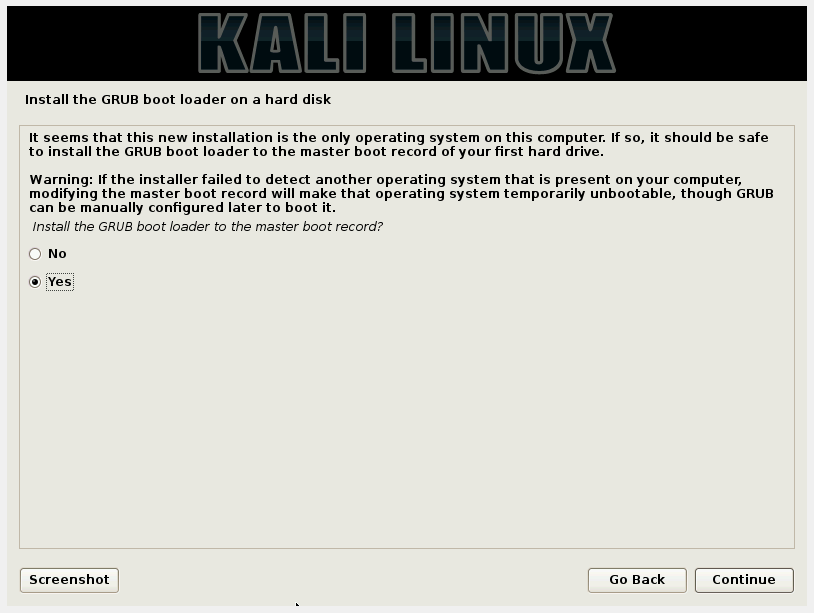 KALI LINUX
Install the GRUB boot loader on a hard disk
It seems that this new installation is the only operating system on this computer. If so, it should be safe
to install the GRUB boot loader to the master boot record of your first hard drive.
Warning: If the installer failed to detect another operating system that is present on your computer,
modifying the master boot record will make that operating system temporarily unbootable, though GRUB
can be manually configured later to boot it.
Install the GRUB boot loader to the master boot record?
No
Yes
Screenshot Go Back Continue